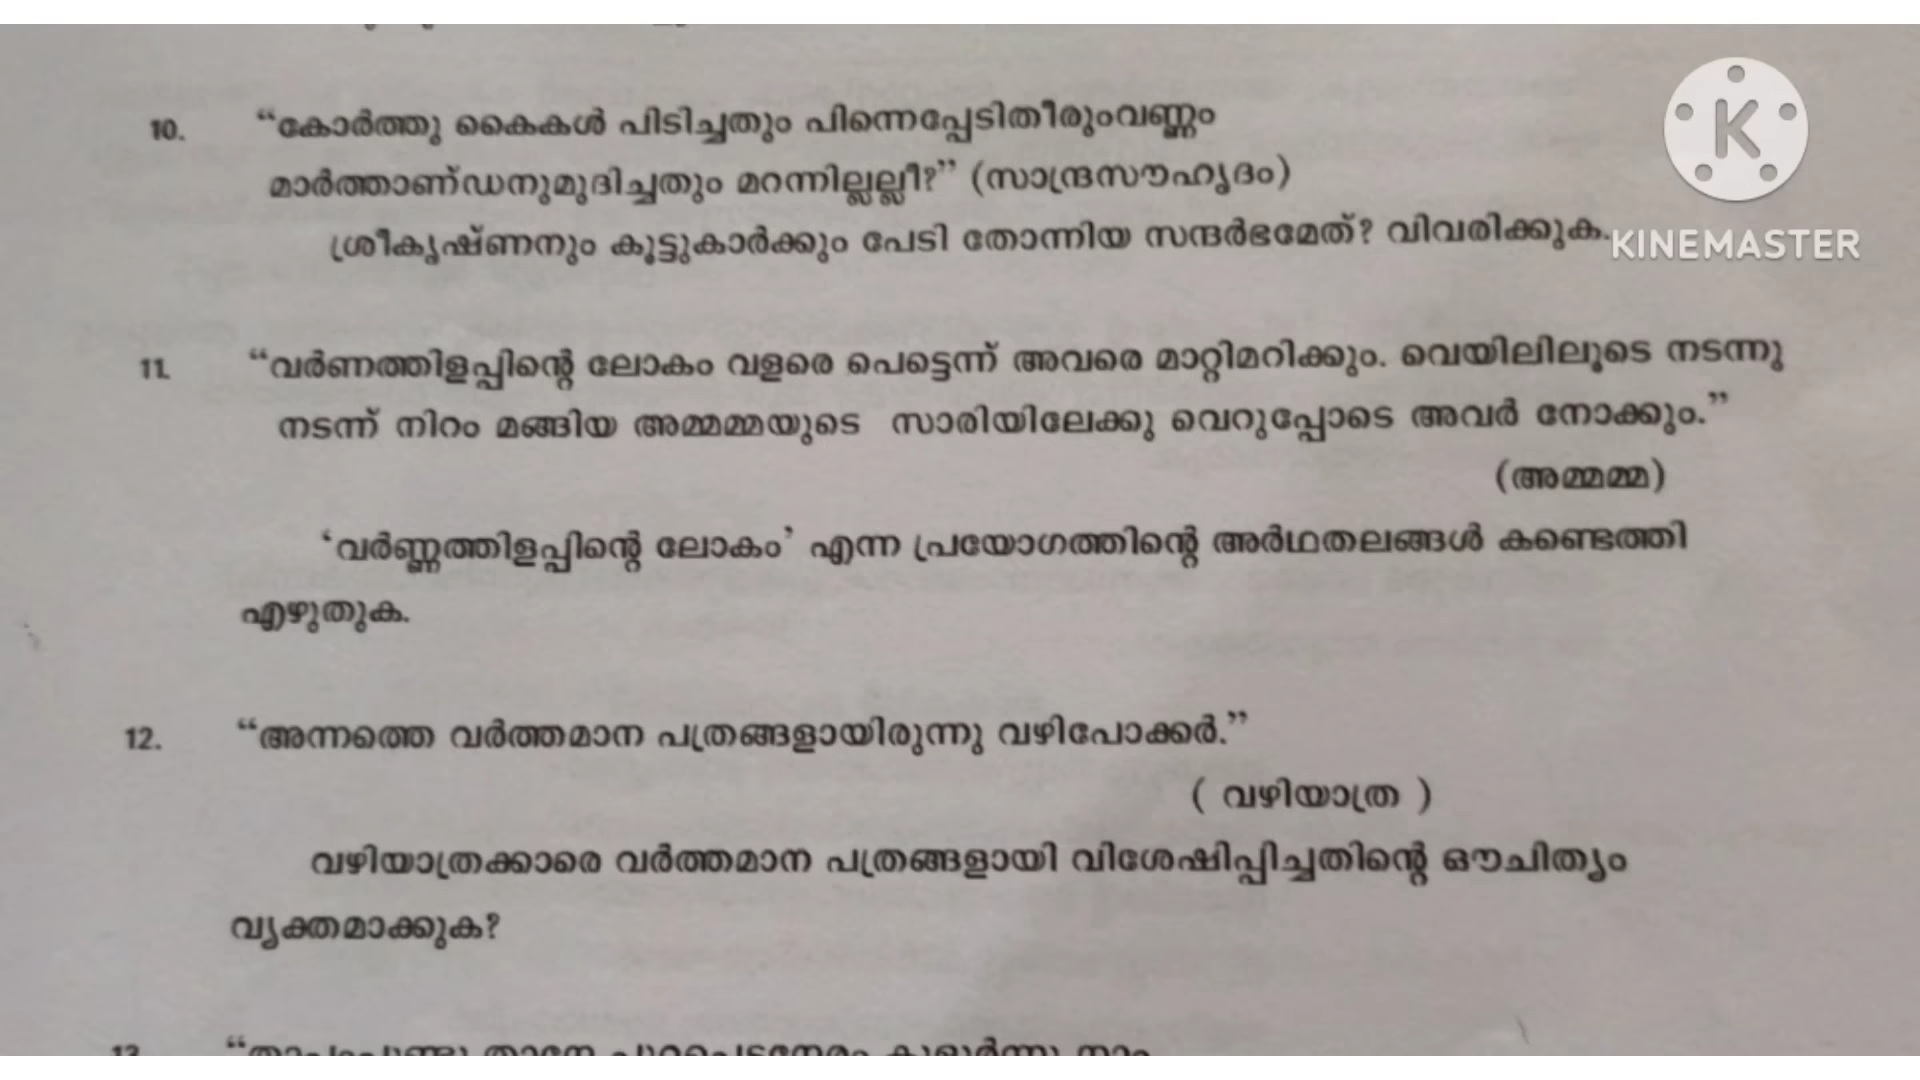 10. “കോർത്തു കൈകൾ പിടിച്ചതും പിന്നെപ്പേടിതീരുംവണ്ണം
മാർത്താണ്ഡനുമുദിച്ചതും മറന്നില്ലല്ലീ?” (സാന്ദ്രസൗഹൃദം)
ശ്രീകൃഷ്ണനും കൂട്ടുകാർക്കും പേടി തോന്നിയ സന്ദർഭമേത്? വിവരിക്കുക.
KINEMASTER
11. “വർണത്തിളപ്പിന്റെ ലോകം വളരെ പെട്ടെന്ന് അവരെ മാറ്റിമറിക്കും. വെയിലിലൂടെ നടന്നു
നടന്ന് നിറം മങ്ങിയ അമ്മമ്മയുടെ സാരിയിലേക്കു വെറുപ്പോടെ അവർ നോക്കും.”
(അമ്മമ്മ)
‘വർണ്ണത്തിളപ്പിന്റെ ലോകം’ എന്ന പ്രയോഗത്തിന്റെ അർഥതലങ്ങൾ കണ്ടെത്തി
എഴുതുക.
12. “അന്നത്തെ വർത്തമാന പത്രങ്ങളായിരുന്നു വഴിപോക്കർ.”
( വഴിയാത്ര )
വഴിയാത്രക്കാരെ വർത്തമാന പത്രങ്ങളായി വിശേഷിപ്പിച്ചതിന്റെ ഔചിത്യം
വ്യക്തമാക്കുക?